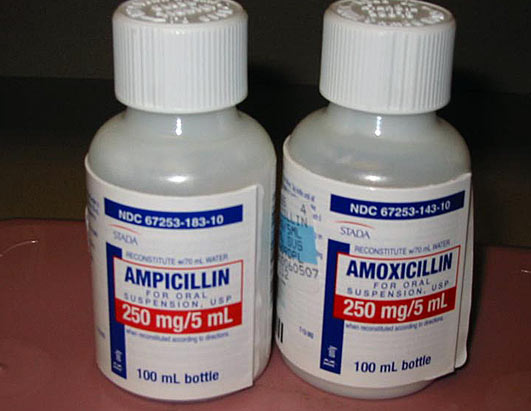 NDC 67253-183-10
STADA
RECONSTITUTE w/70 mL WATER
AMPICILLIN
FOR ORAL
SUSPENSION, USP
250 mg/5 mL
when reconstituted according to directions.
100 mL bottle
NDC 67253-143-10
STADA
RECONSTITUTE w/70 mL WATER
AMOXICILLIN
FOR ORAL
SUSPENSION, USP
250 mg/5 mL
when reconstituted according to directions.
100 mL bottle